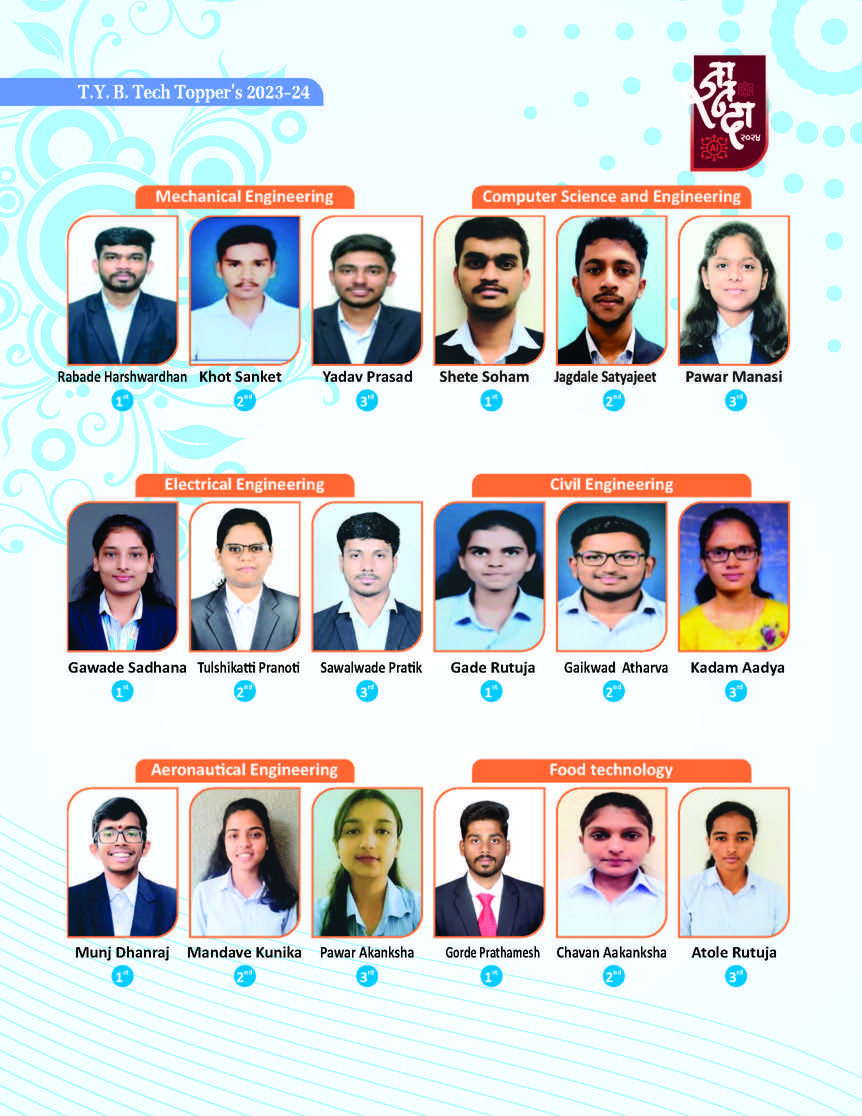 T.Y. B. Tech Topper's 2023-24
२०२४
AI
Mechanical Engineering
Rabade Harshwardhan Khot Sanket Yadav Prasad
1st 2nd 3rd
Computer Science and Engineering
Shete Soham Jagdale Satyajeet Pawar Manasi
1st 2nd 3rd
Electrical Engineering
Gawade Sadhana Tulshikatti Pranoti Sawalwade Pratik
1st 2nd 3rd
Civil Engineering
Gade Rutuja Gaikwad Atharva Kadam Aadya
1st 2nd 3rd
Aeronautical Engineering
Munj Dhanraj Mandave Kunika Pawar Akanksha
1st 2nd 3rd
Food technology
Gorde Prathamesh Chavan Aakanksha Atole Rutuja
1st 2nd 3rd